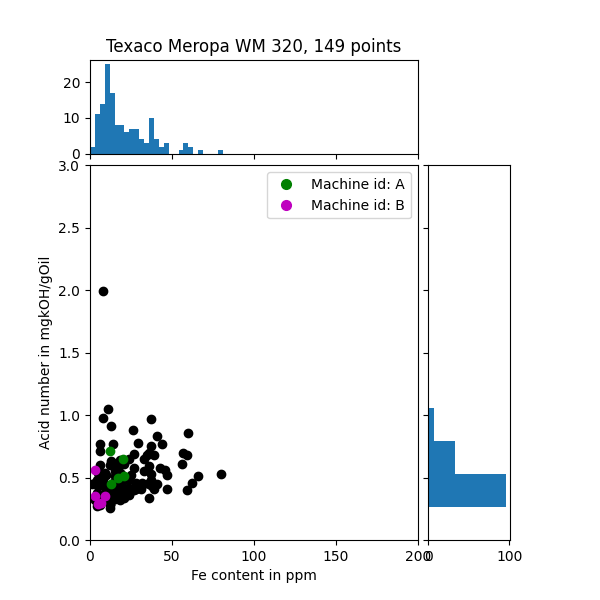 Texaco Meropa WM 320, 149 points
20
10
0
3.0
2.5
2.0
1.5
1.0
0.5
0.0
Acid number in mgkOH/gOil
Machine id: A
Machine id: B
0 50 100 150 200
0 100
Fe content in ppm